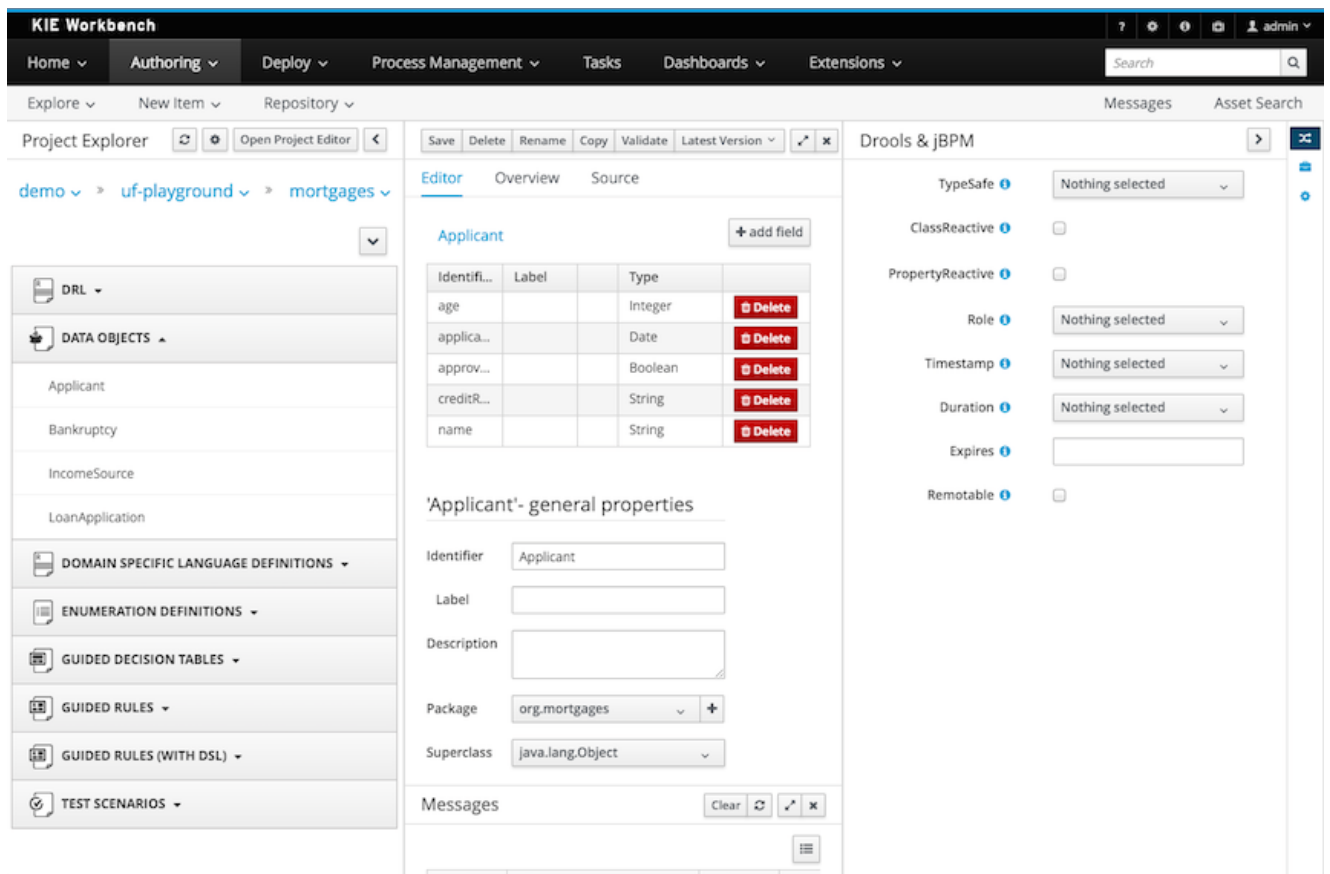 KIE Workbench
? admin
Home Authoring Deploy Process Management Tasks Dashboards Extensions Search
Explore New Item Repository Messages Asset Search
Project Explorer Open Project Editor
demo » uf-playground » mortgages
DRL
DATA OBJECTS
Applicant
Bankruptcy
IncomeSource
LoanApplication
DOMAIN SPECIFIC LANGUAGE DEFINITIONS
ENUMERATION DEFINITIONS
GUIDED DECISION TABLES
GUIDED RULES
GUIDED RULES (WITH DSL)
TEST SCENARIOS
Save Delete Rename Copy Validate Latest Version
Editor Overview Source
Applicant + add field
Identifi... Label Type
age Integer Delete
applica... Date Delete
approv... Boolean Delete
creditR... String Delete
name String Delete
'Applicant'- general properties
Identifier Applicant
Label
Description
Package org.mortgages
Superclass java.lang.Object
Messages Clear
Drools & jBPM
TypeSafe Nothing selected
ClassReactive
PropertyReactive
Role Nothing selected
Timestamp Nothing selected
Duration Nothing selected
Expires
Remotable